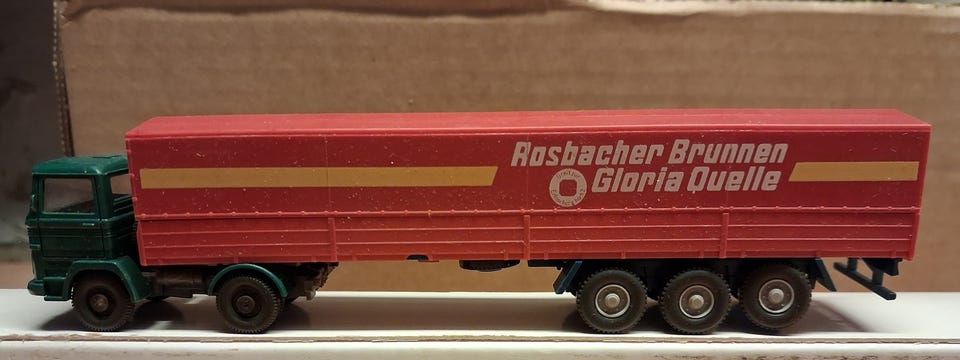 Rosbacher Brunnen
Gloria Quelle